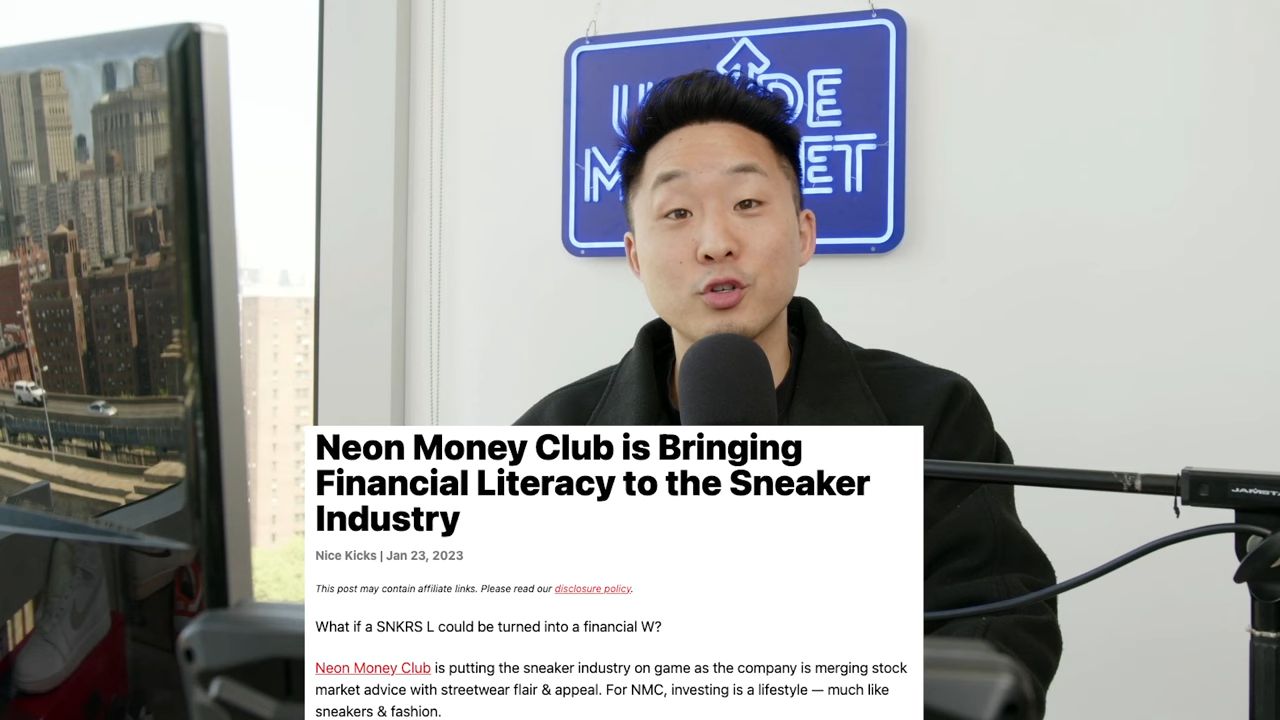 Neon Money Club is Bringing
Financial Literacy to the Sneaker
Industry
Nice Kicks | Jan 23, 2023
This post may contain affiliate links. Please read our disclosure policy.
What if a SNKRS L could be turned into a financial W?
Neon Money Club is putting the sneaker industry on game as the company is merging stock
market advice with streetwear flair & appeal. For NMC, investing is a lifestyle — much like
sneakers & fashion.